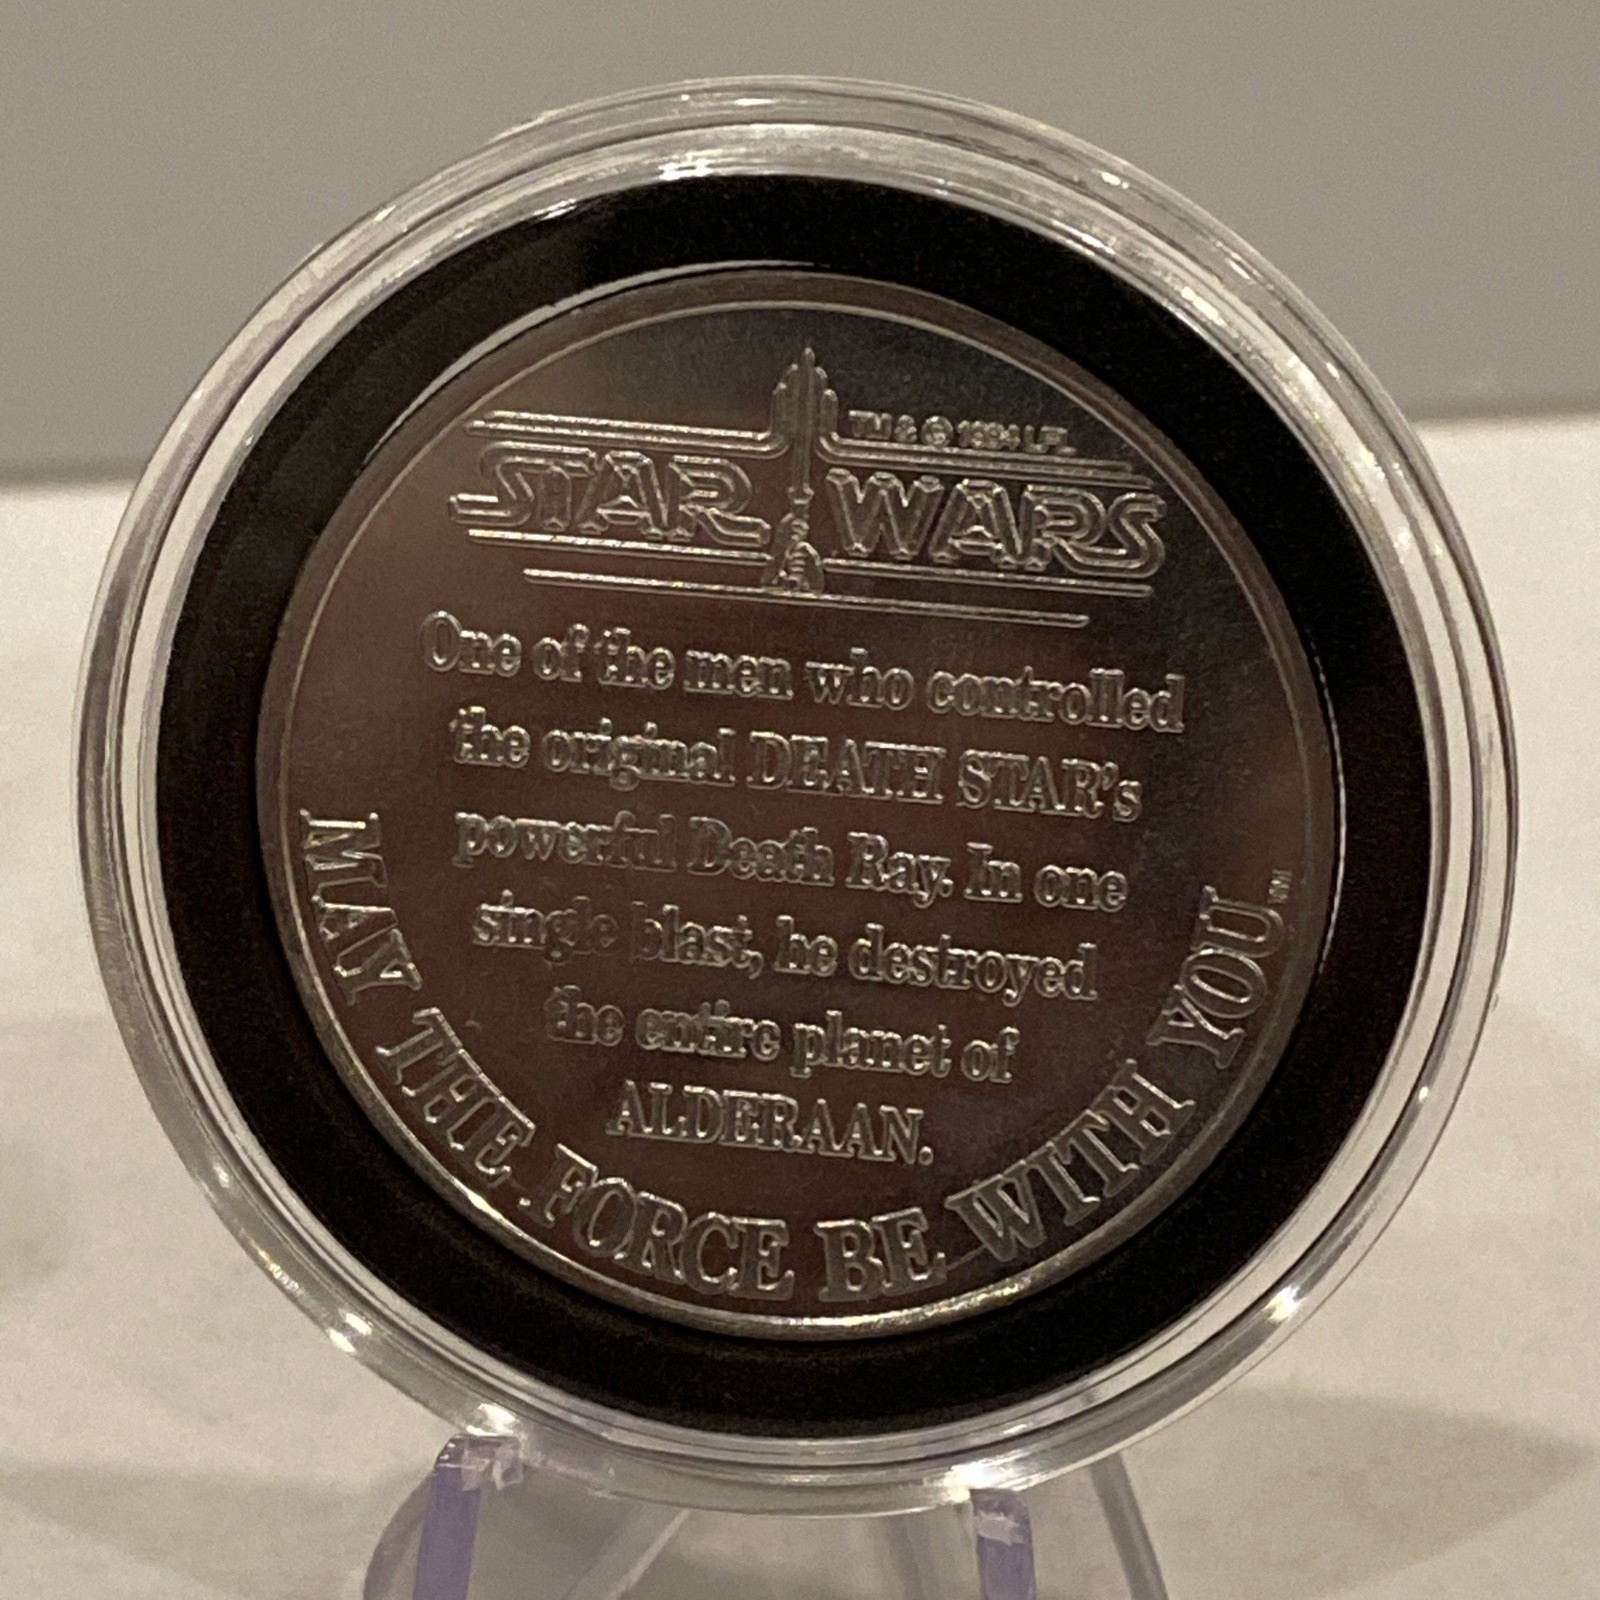 TM & © 1984 LFL
STAR WARS
One of the men who controlled
the original DEATH STAR's
powerful Death Ray. In one
single blast, he destroyed
the entire planet of
ALDERAAN.
MAY THE FORCE BE WITH YOU